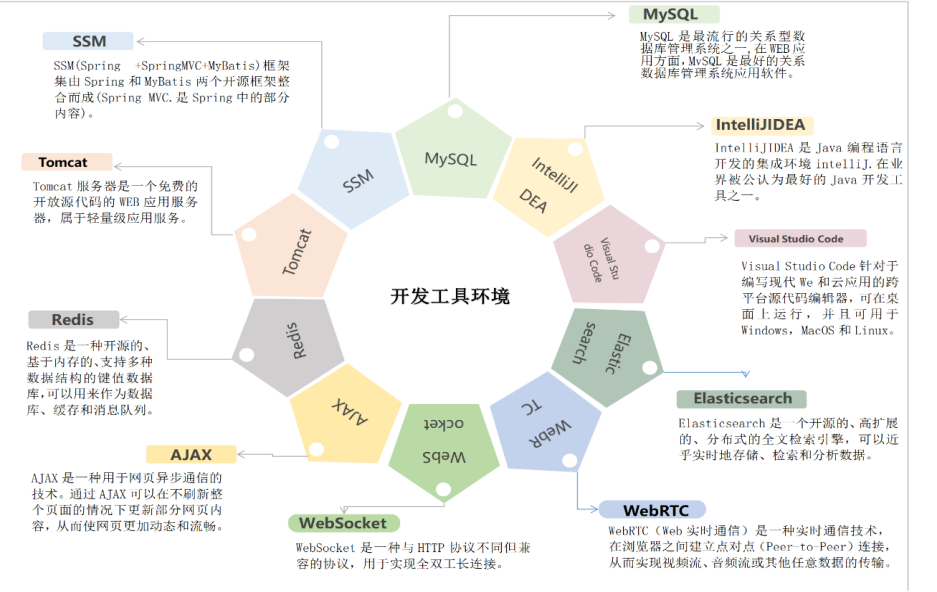 MySQL
MySQL 是最流行的关系型数
据库管理系统之一,在 WEB 应
用方面,MySQL 是最好的关系
数据库管理系统应用软件。
SSM
SSM(Spring +SpringMVC+MyBatis)框架
集由 Spring 和 MyBatis 两个开源框架整
合而成(Spring MVC.是 Spring 中的部分
内容)。
IntelliJIDEA
IntelliJIDEA 是 Java 编程语言
开发的集成环境 intelliJ.在业
界被公认为最好的 Java 开发工
具之一。
Tomcat
Tomcat 服务器是一个免费的
开放源代码的 WEB 应用服务
器，属于轻量级应用服务。
Visual Studio Code
Visual Studio Code 针对于
编写现代 We 和云应用的跨
平台源代码编辑器，可在桌
面上运行，并且可用于
Windows，MacOS 和 Linux。
Redis
Redis 是一种开源的、
基于内存的、支持多种
数据结构的键值数据
库,可以用来作为数据
库、缓存和消息队列。
Elasticsearch
Elasticsearch 是一个开源的、高扩展
的、分布式的全文检索引擎，可以近
乎实时地存储、检索和分析数据。
AJAX
AJAX 是一种用于网页异步通信的
技术。通过 AJAX 可以在不刷新整
个页面的情况下更新部分网页内
容，从而使网页更加动态和流畅。
WebRTC
WebRTC（Web 实时通信）是一种实时通信技术，
在浏览器之间建立点对点（Peer-to-Peer）连接，
从而实现视频流、音频流或其他任意数据的传输。
WebSocket
WebSocket 是一种与 HTTP 协议不同但兼
容的协议，用于实现全双工长连接。
开发工具环境
MySQL
IntelliJI
DEA
Visual Stu
dio Code
Elastic
search
WebR
TC
WebS
ocket
AJAX
Redis
Tomcat
SSM